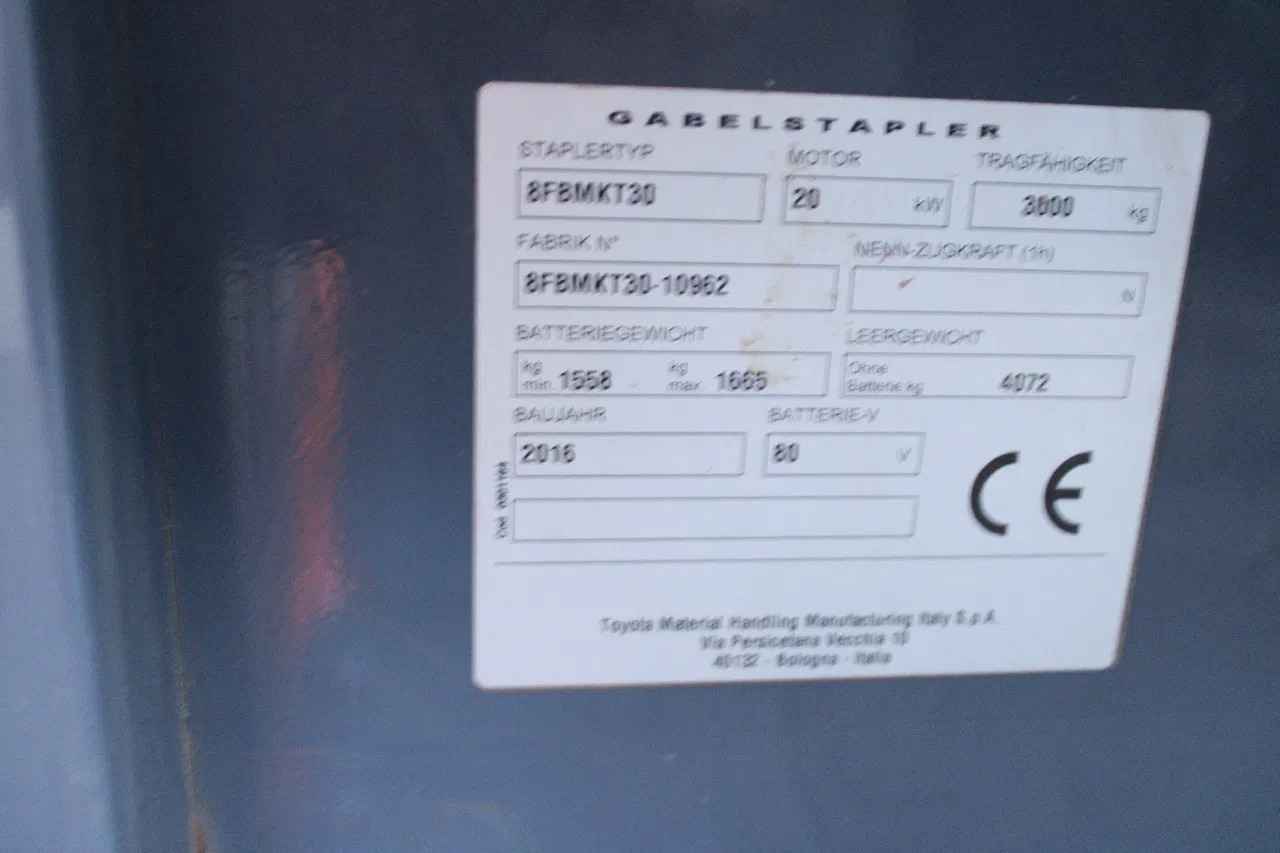 GABELSTAPLER
STAPLERTYP MOTOR TRAGFÄHIGKEIT
8FBMKT30 20 kW kg
FABRIK N° NENN-ZUGKRAFT (1h)
8FBMKT30-10962 N
BATTERIEGEWICHT LEERGEWICHT
kg min. 1558 kg max. 1665 Ohne Batterie kg 4072
BAUJAHR BATTERIE-V
2016 80 V
CE
Toyota Material Handling Manufacturing Italy S.p.A.
Via Persicetana Vecchia 10
40132 - Bologna - Italia